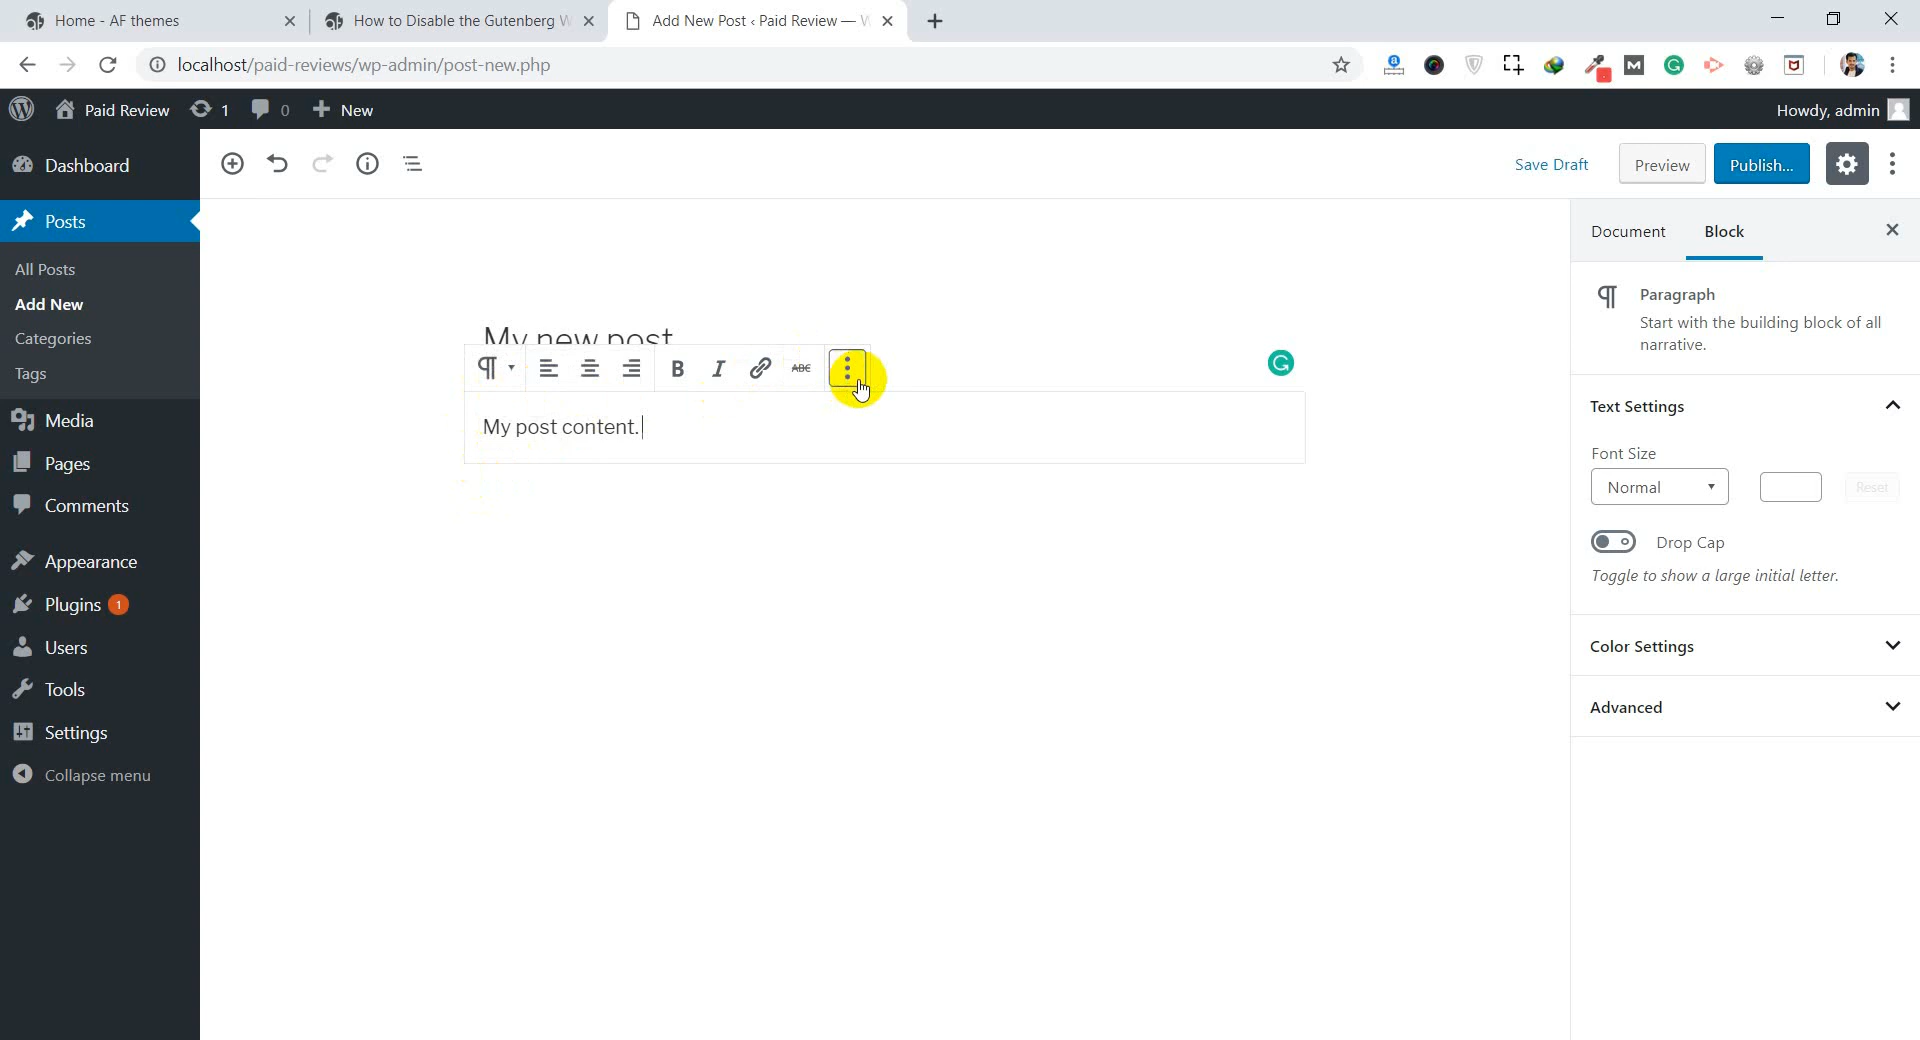 Home - AF themes
How to Disable the Gutenberg W
Add New Post ‹ Paid Review — W
localhost/paid-reviews/wp-admin/post-new.php
Paid Review
1
0
New
Howdy, admin
Dashboard
Save Draft
Preview
Publish...
Posts
Document
Block
All Posts
Add New
Categories
Tags
Paragraph
Start with the building block of all
narrative.
My new post
ABC
My post content.
Media
Pages
Comments
Text Settings
Font Size
Normal
Reset
Drop Cap
Toggle to show a large initial letter.
Appearance
Plugins 1
Users
Tools
Settings
Collapse menu
Color Settings
Advanced